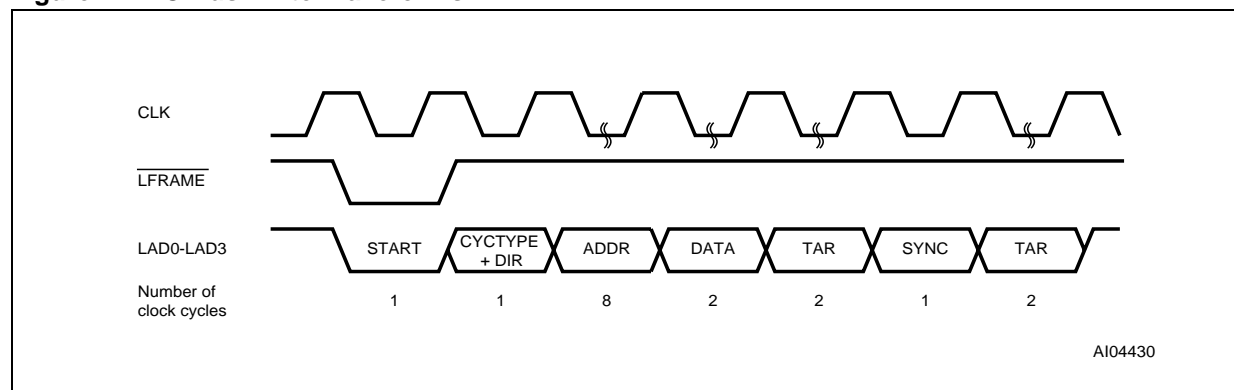 CLK
LFRAME
LAD0-LAD3
START
CYCTYPE
+ DIR
ADDR
DATA
TAR
SYNC
TAR
Number of
clock cycles
1
1
8
2
2
1
2
AI04430